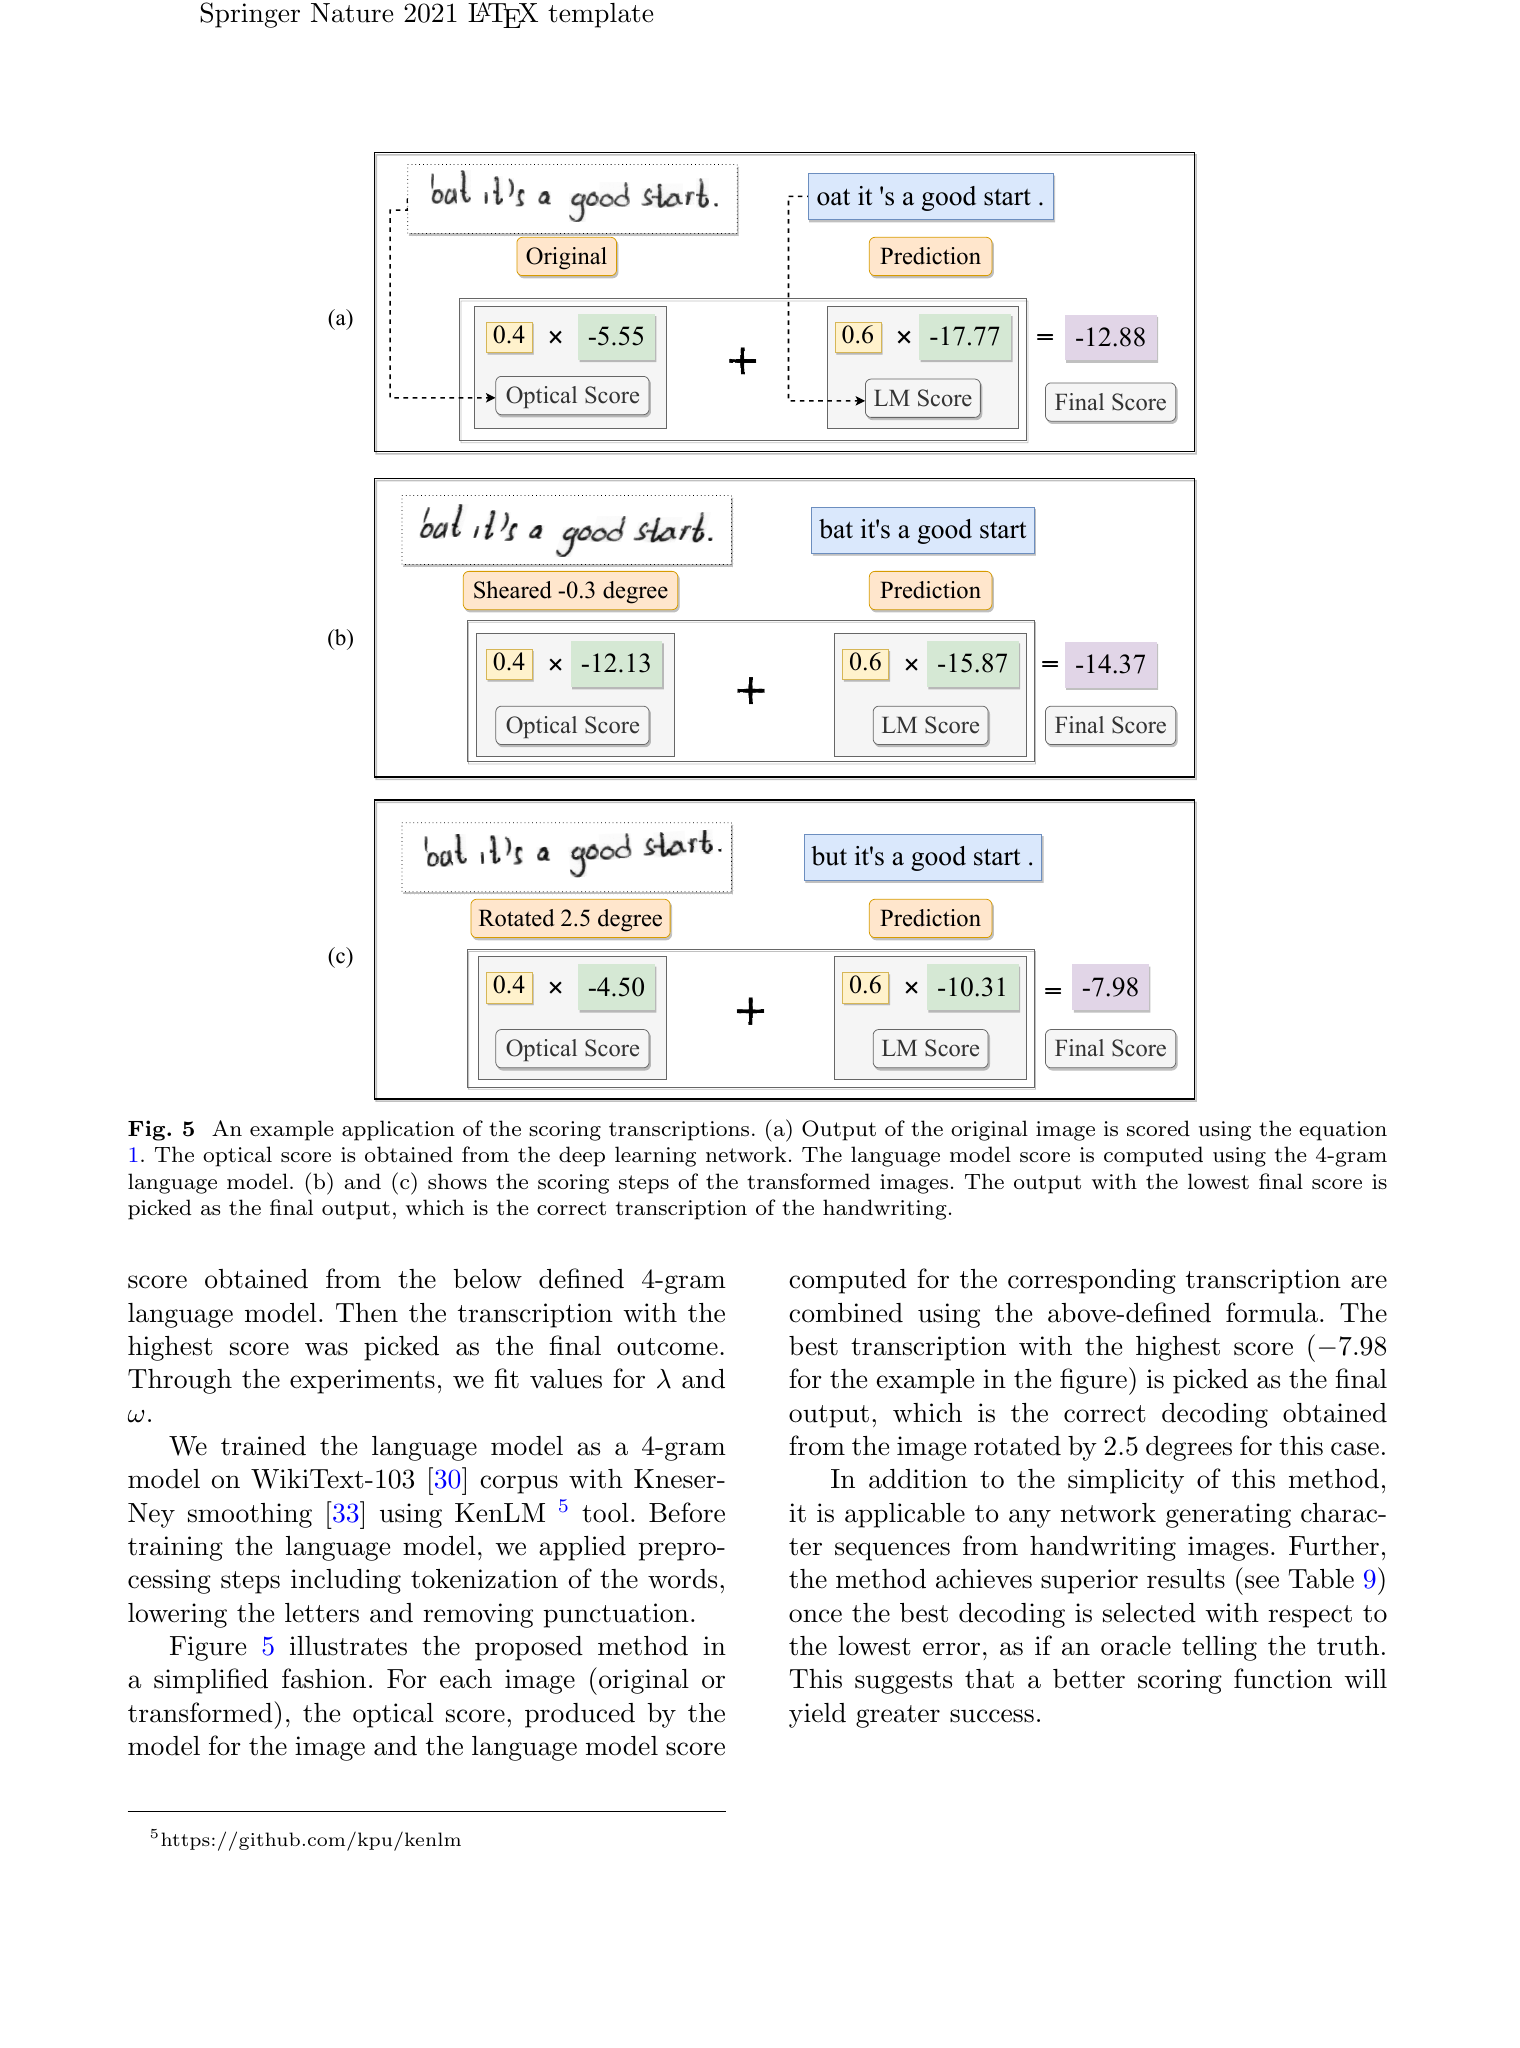 Springer Nature 2021 LATEX template
bat it's a good start.
oat it 's a good start .
Original
Prediction
(a)
0.4 × -5.55
+
0.6 × -17.77
= -12.88
Optical Score
LM Score
Final Score
bat it's a good start.
bat it's a good start
Sheared -0.3 degree
Prediction
(b)
0.4 × -12.13
+
0.6 × -15.87
= -14.37
Optical Score
LM Score
Final Score
bat it's a good start.
but it's a good start .
Rotated 2.5 degree
Prediction
(c)
0.4 × -4.50
+
0.6 × -10.31
= -7.98
Optical Score
LM Score
Final Score
Fig. 5 An example application of the scoring transcriptions. (a) Output of the original image is scored using the equation
1. The optical score is obtained from the deep learning network. The language model score is computed using the 4-gram
language model. (b) and (c) shows the scoring steps of the transformed images. The output with the lowest final score is
picked as the final output, which is the correct transcription of the handwriting.
score obtained from the below defined 4-gram
language model. Then the transcription with the
highest score was picked as the final outcome.
Through the experiments, we fit values for λ and
ω.
We trained the language model as a 4-gram
model on WikiText-103 [30] corpus with Kneser-
Ney smoothing [33] using KenLM 5 tool. Before
training the language model, we applied prepro-
cessing steps including tokenization of the words,
lowering the letters and removing punctuation.
Figure 5 illustrates the proposed method in
a simplified fashion. For each image (original or
transformed), the optical score, produced by the
model for the image and the language model score
computed for the corresponding transcription are
combined using the above-defined formula. The
best transcription with the highest score (−7.98
for the example in the figure) is picked as the final
output, which is the correct decoding obtained
from the image rotated by 2.5 degrees for this case.
In addition to the simplicity of this method,
it is applicable to any network generating charac-
ter sequences from handwriting images. Further,
the method achieves superior results (see Table 9)
once the best decoding is selected with respect to
the lowest error, as if an oracle telling the truth.
This suggests that a better scoring function will
yield greater success.
5https://github.com/kpu/kenlm